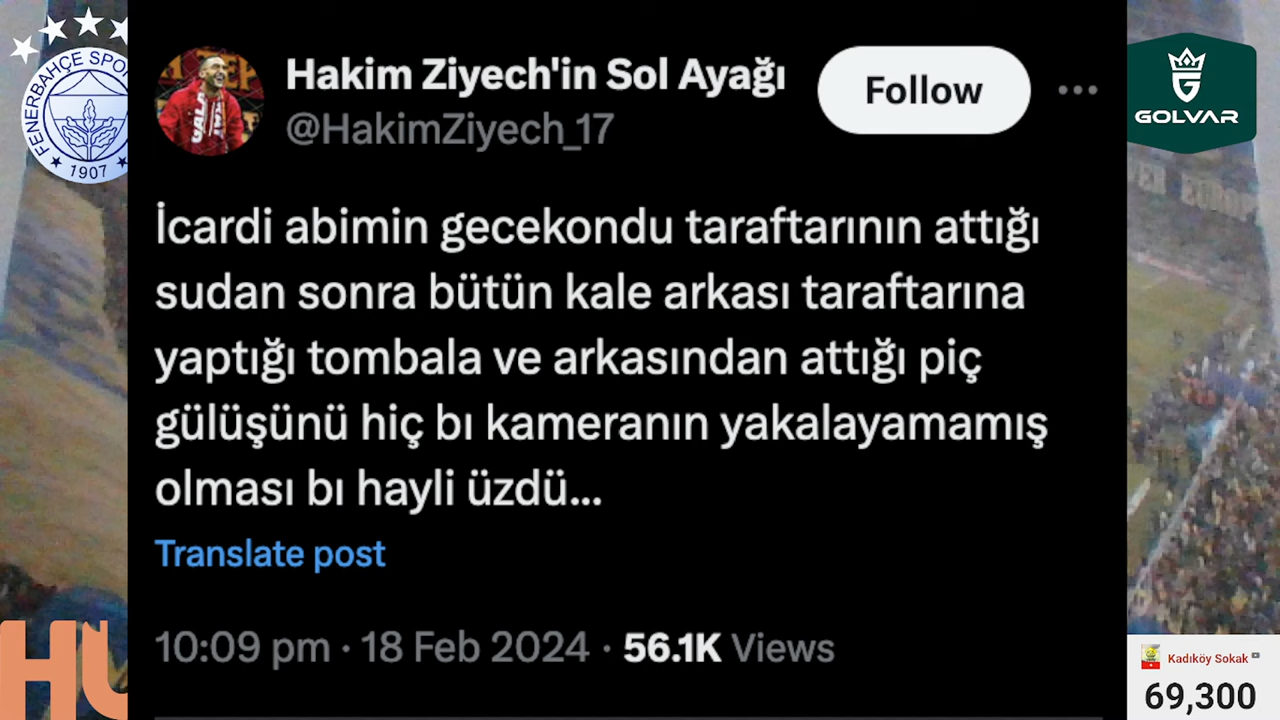 FENERBAHÇE SPO
1907
Hakim Ziyech'in Sol Ayağı
@HakimZiyech_17
Follow
GOLVAR
İcardi abimin gecekondu taraftarının attığı
sudan sonra bütün kale arkası taraftarına
yaptığı tombala ve arkasından attığı piç
gülüşünü hiç bı kameranın yakalayamamış
olması bı hayli üzdü...
Translate post
10:09 pm · 18 Feb 2024 · 56.1K Views
HU
Kadıköy Sokak
69,300